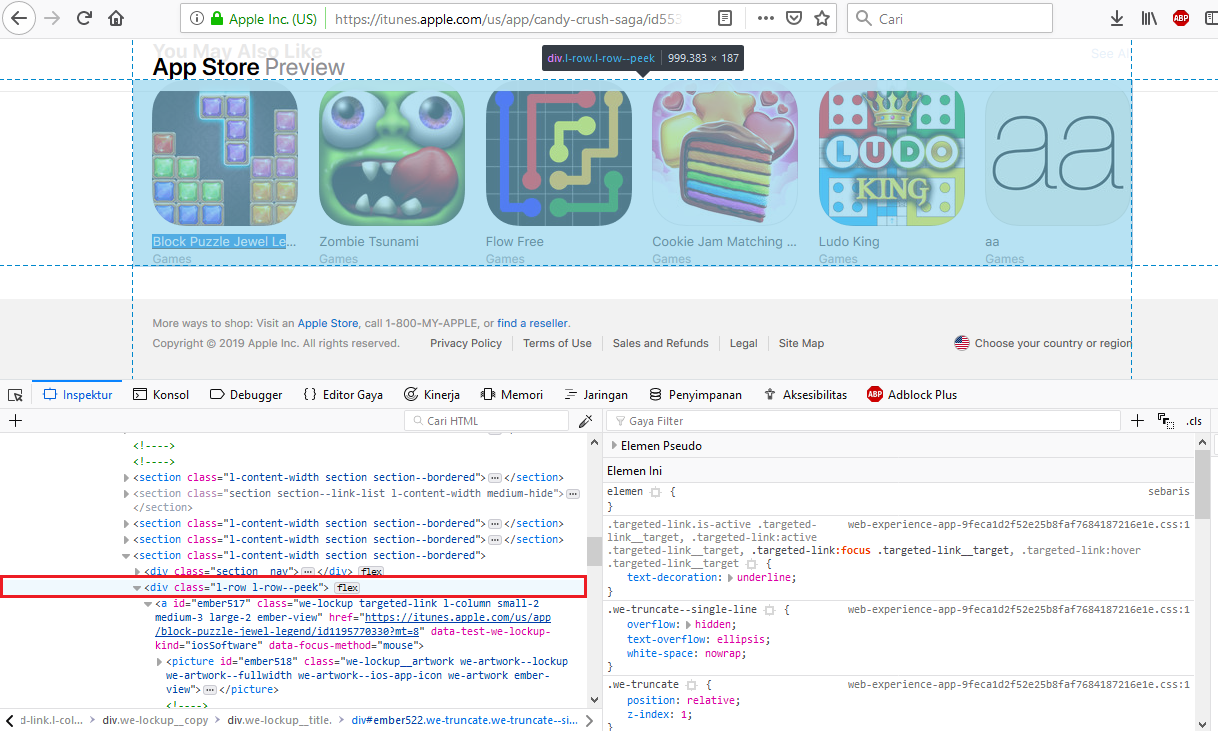 Apple Inc. (US)
https://itunes.apple.com/us/app/candy-crush-saga/id553
Cari
ABP
You May Also Like
See All
App Store Preview
div.l-row.l-row--peek | 999.383 × 187
LUDO
KING
aa
Block Puzzle Jewel Le...
Zombie Tsunami
Flow Free
Cookie Jam Matching ...
Ludo King
aa
Games
Games
Games
Games
Games
Games
More ways to shop: Visit an Apple Store, call 1-800-MY-APPLE, or find a reseller.
Copyright © 2019 Apple Inc. All rights reserved.
Privacy Policy
Terms of Use
Sales and Refunds
Legal
Site Map
Choose your country or region
Inspektur
Konsol
Debugger
{ } Editor Gaya
Kinerja
Memori
Jaringan
Penyimpanan
Aksesibilitas
ABP Adblock Plus
Cari HTML
<!---->
<!---->
<section class="l-content-width section section--bordered">…</section>
<section class="section section--link-list l-content-width medium-hide">…
</section>
<section class="l-content-width section section--bordered">…</section>
<section class="l-content-width section section--bordered">…</section>
<section class="l-content-width section section--bordered">
<div class="section__nav">…</div> flex
<div class="l-row l-row--peek"> flex
<a id="ember517" class="we-lockup targeted-link l-column small-2
medium-3 large-2 ember-view" href="https://itunes.apple.com/us/app
/block-puzzle-jewel-legend/id1195770330?mt=8" data-test-we-lockup-
kind="iosSoftware" data-focus-method="mouse">
<picture id="ember518" class="we-lockup__artwork we-artwork--lockup
we-artwork--fullwidth we-artwork--ios-app-icon we-artwork ember-
view">…</picture>
<!---->
d-link.l-col...
div.we-lockup__copy
div.we-lockup__title.
div#ember522.we-truncate.we-truncate--si...
Gaya Filter
.cls
Elemen Pseudo
Elemen Ini
elemen {
sebaris
}
.targeted-link.is-active .targeted-
web-experience-app-9feca1d2f52e25b8faf7684187216e1e.css:1
link__target, .targeted-link:active
.targeted-link__target, .targeted-link:focus .targeted-link__target, .targeted-link:hover
.targeted-link__target {
text-decoration: underline;
}
.we-truncate--single-line {
web-experience-app-9feca1d2f52e25b8faf7684187216e1e.css:1
overflow: hidden;
text-overflow: ellipsis;
white-space: nowrap;
}
.we-truncate {
web-experience-app-9feca1d2f52e25b8faf7684187216e1e.css:1
position: relative;
z-index: 1;
}